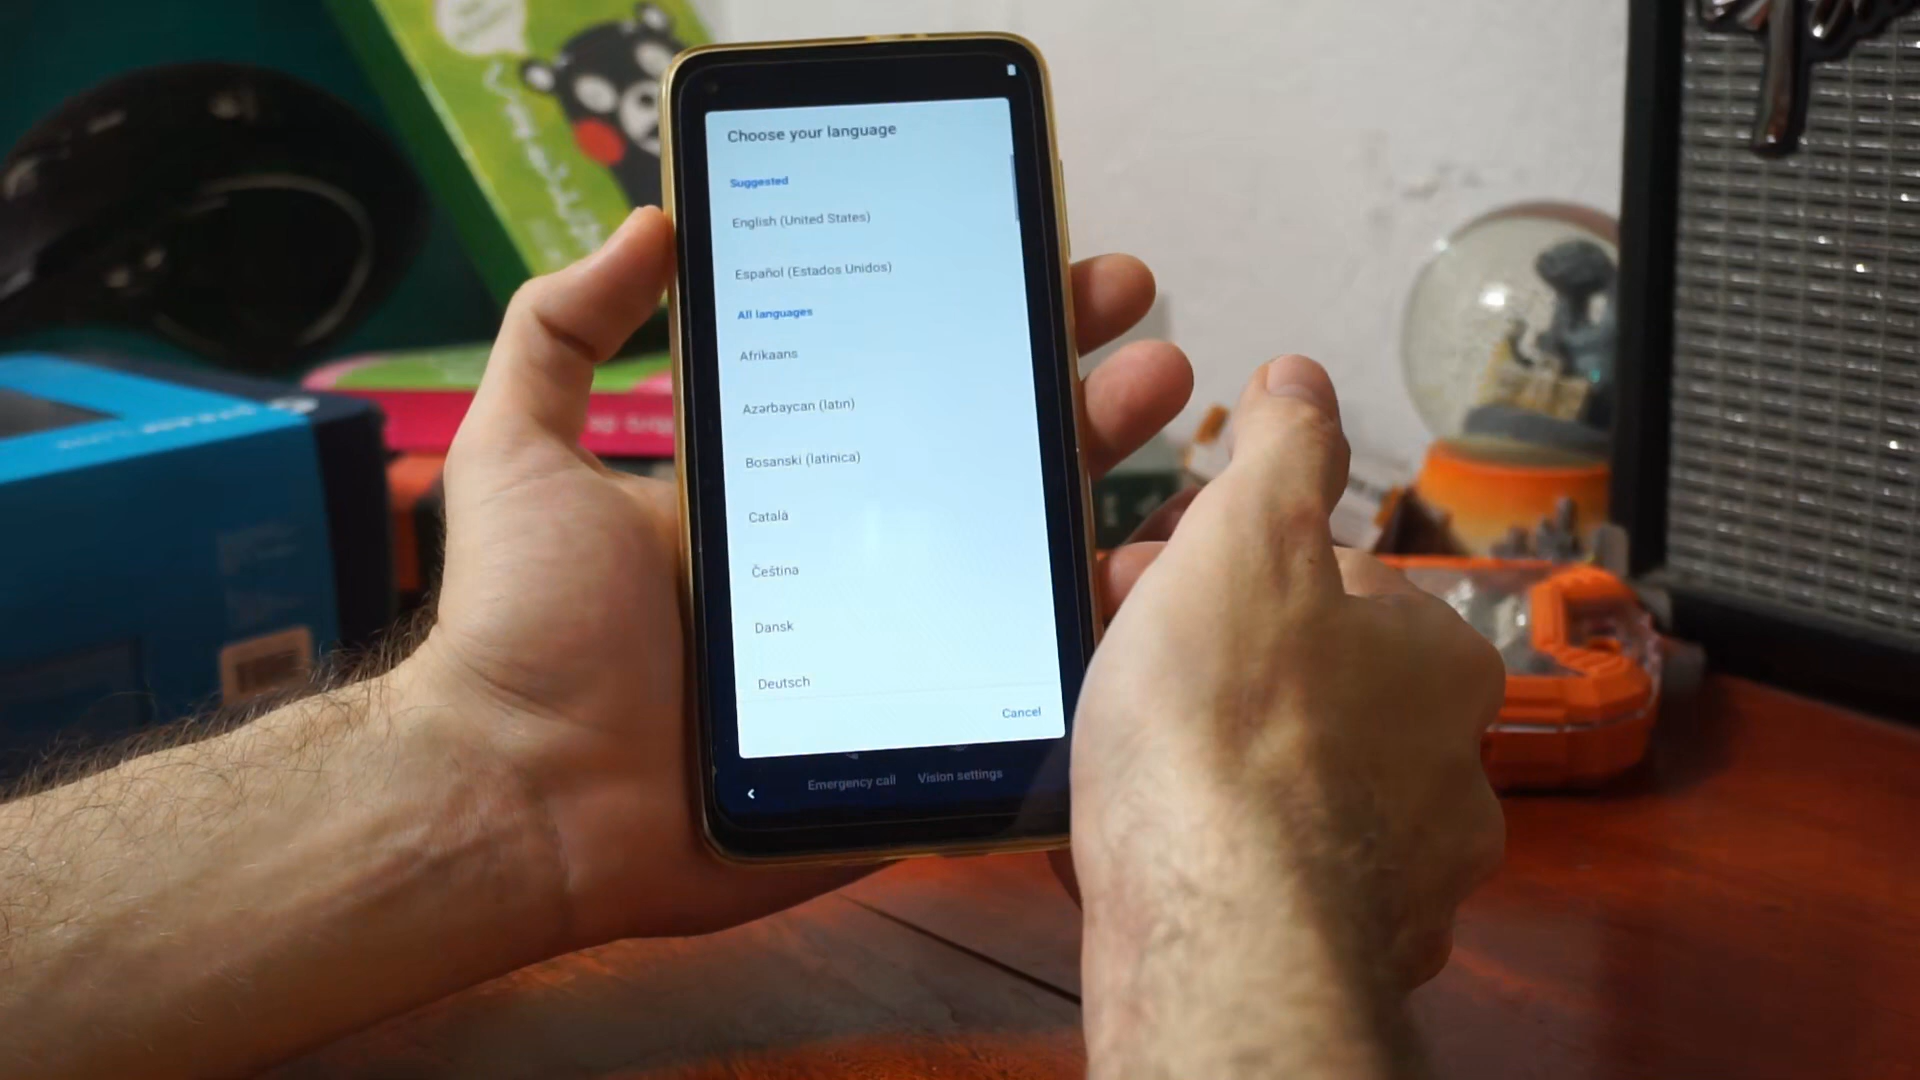 Choose your language
Suggested
English (United States)
Español (Estados Unidos)
All languages
Afrikaans
Azərbaycan (latın)
Bosanski (latinica)
Català
Čeština
Dansk
Deutsch
Cancel
Emergency call
Vision settings